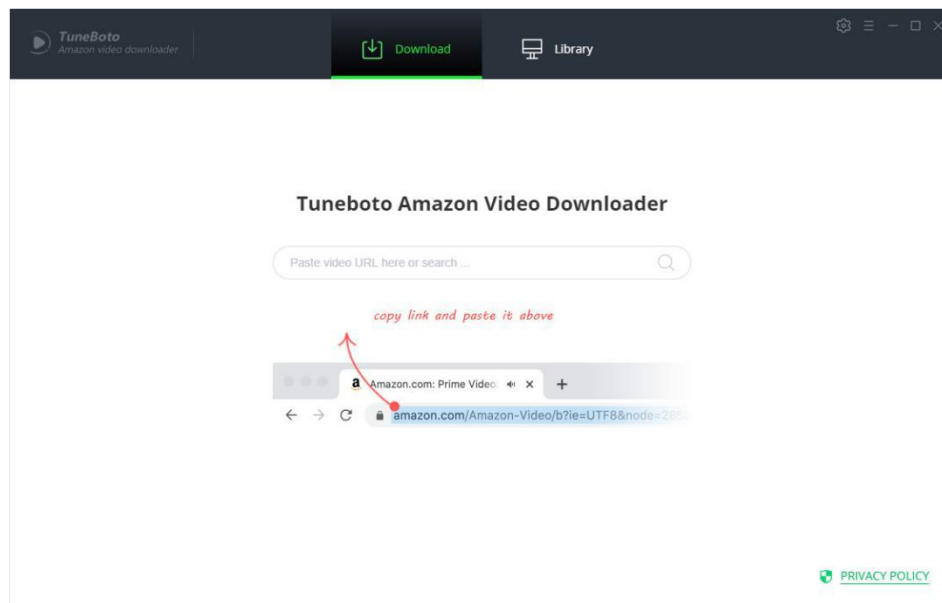 TuneBoto
Amazon video downloader
Download
Library
Tuneboto Amazon Video Downloader
Paste video URL here or search ...
copy link and paste it above
a Amazon.com: Prime Video:
amazon.com/Amazon-Video/b?ie=UTF8&node=285
PRIVACY POLICY